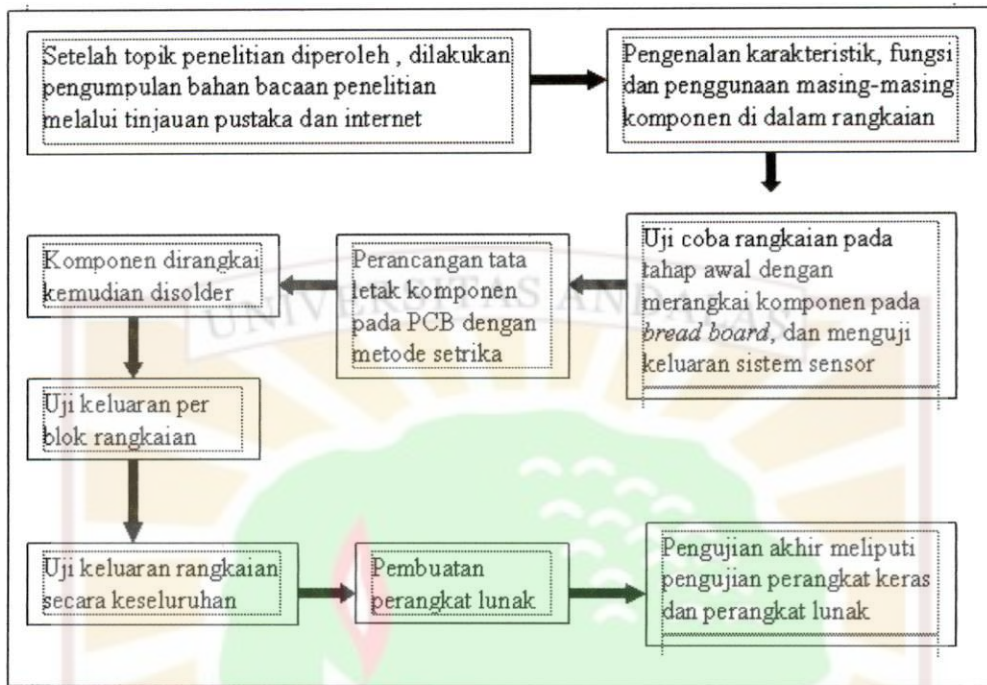 Setelah topik penelitian diperoleh , dilakukan
pengumpulan bahan bacaan penelitian
melalui tinjauan pustaka dan internet
Pengenalan karakteristik, fungsi
dan penggunaan masing-masing
komponen di dalam rangkaian
Uji coba rangkaian pada
tahap awal dengan
merangkai komponen pada
bread board, dan menguji
keluaran sistem sensor
Perancangan tata
letak komponen
pada PCB dengan
metode setrika
Komponen dirangkai
kemudian disolder
Uji keluaran per
blok rangkaian
Uji keluaran rangkaian
secara keseluruhan
Pembuatan
perangkat lunak
Pengujian akhir meliputi
pengujian perangkat keras
dan perangkat lunak
UNIVERSITAS ANDALAS